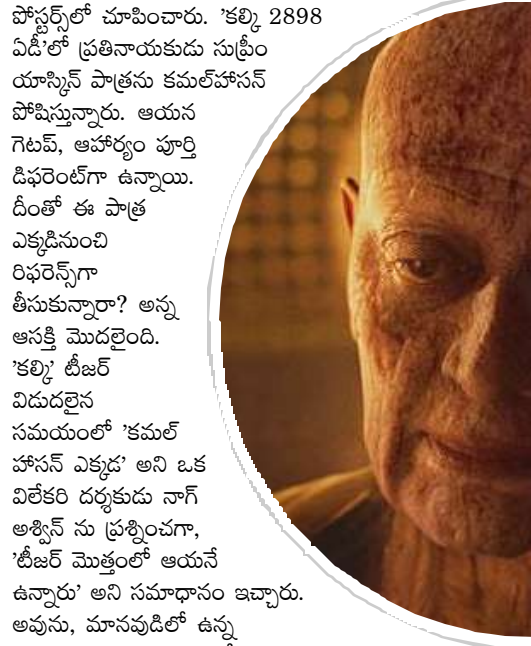 పోస్టర్స్‌లో చూపించారు. 'కల్కి 2898
ఏడీ'లో ప్రతినాయకుడు సుప్రీం
యాస్కిన్ పాత్రను కమల్‌హాసన్
పోషిస్తున్నారు. ఆయన
గెటప్, ఆహార్యం పూర్తి
డిఫరెంట్‌గా ఉన్నాయి.
దీంతో ఈ పాత్ర
ఎక్కడినుంచి
రిఫరెన్స్‌గా
తీసుకున్నారా? అన్న
ఆసక్తి మొదలైంది.
'కల్కి' టీజర్
విడుదలైన
సమయంలో 'కమల్
హాసన్ ఎక్కడ' అని ఒక
విలేకరి దర్శకుడు నాగ్
అశ్విన్ ను ప్రశ్నించగా,
'టీజర్ మొత్తంలో ఆయనే
ఉన్నారు' అని సమాధానం ఇచ్చారు.
అవును, మానవుడిలో ఉన్న